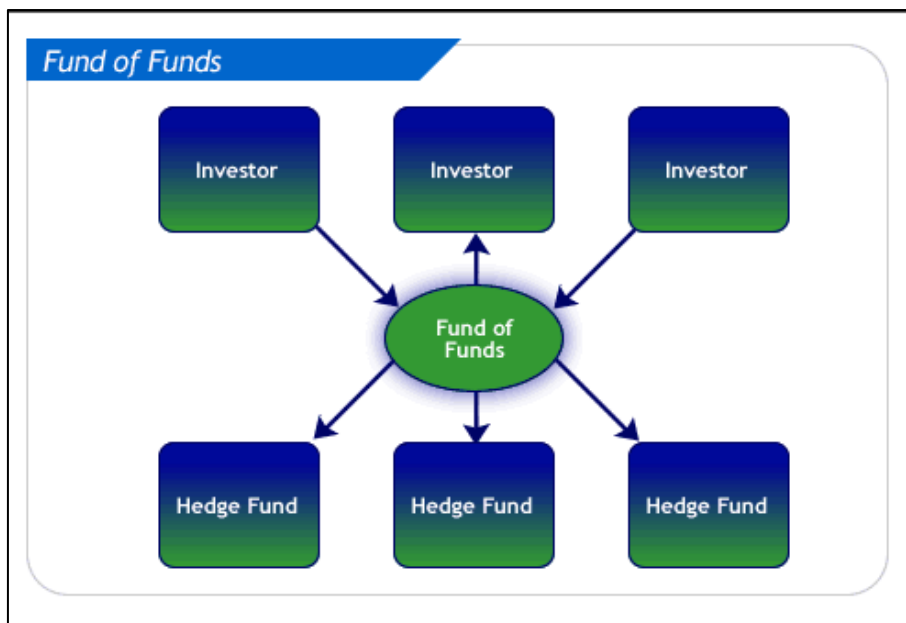 Fund of Funds
Investor
Investor
Investor
Fund of
Funds
Hedge Fund
Hedge Fund
Hedge Fund